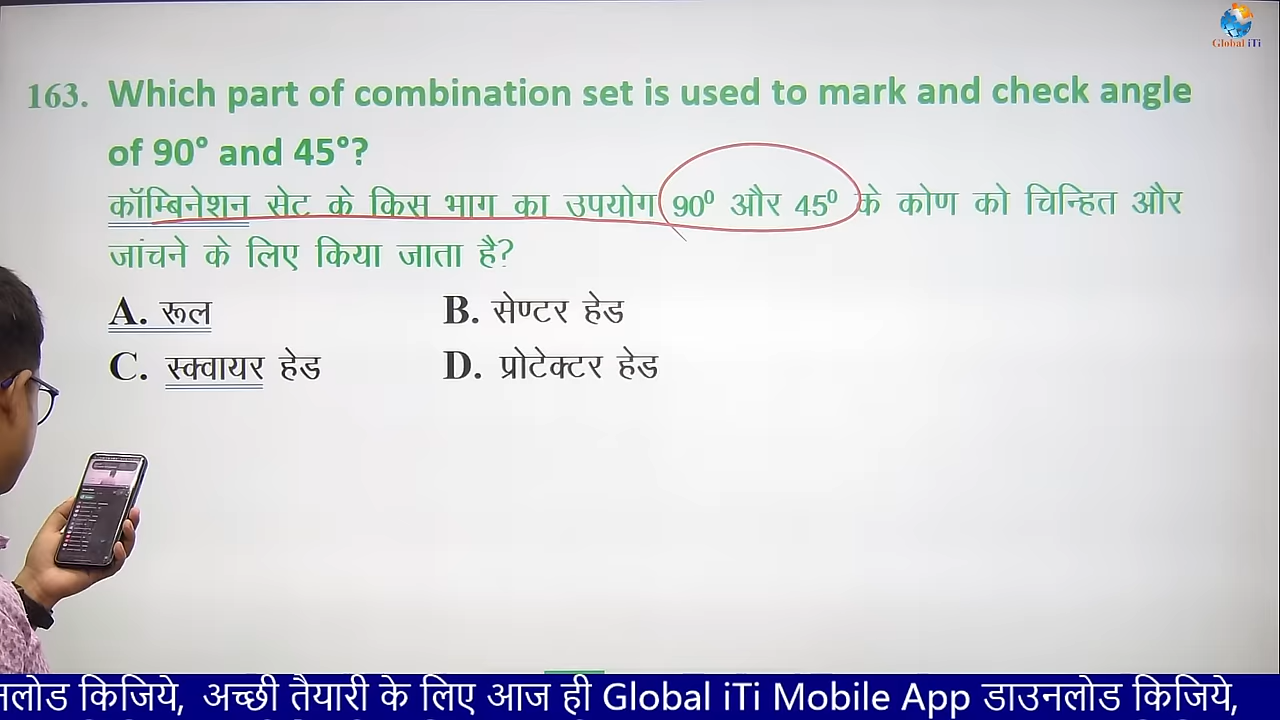 Global iTi
163. Which part of combination set is used to mark and check angle
of 90° and 45°?
कॉम्बिनेशन सेट के किस भाग का उपयोग 90⁰ और 45⁰ के कोण को चिन्हित और
जांचने के लिए किया जाता है?
A. रूल B. सेण्टर हेड
C. स्क्वायर हेड D. प्रोटेक्टर हेड
नलोड किजिये, अच्छी तैयारी के लिए आज ही Global iTi Mobile App डाउनलोड किजिये,